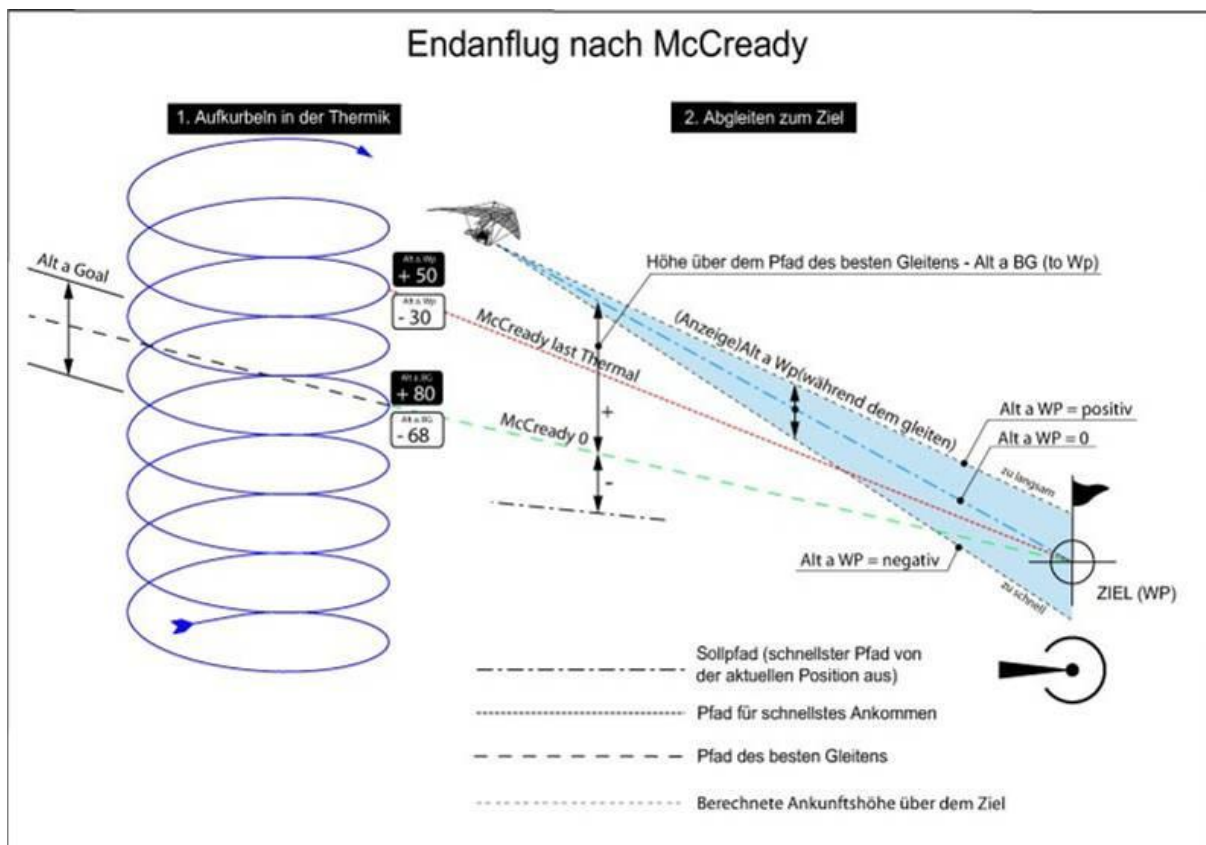 Endanflug nach McCready
1. Aufkurbeln in der Thermik
2. Abgleiten zum Ziel
Alt a Goal
Alt a Wp
+ 50
Alt a Wp
- 30
Alt a BG
+ 80
Alt a BG
- 68
Höhe über dem Pfad des besten Gleitens - Alt a BG (to Wp)
McCready last Thermal
McCready 0
+
-
(Anzeige)Alt a Wp(während dem gleiten)
Alt a WP = positiv
Alt a WP = 0
zu langsam
Alt a WP = negativ
zu schnell
ZIEL (WP)
Sollpfad (schnellster Pfad von
der aktuellen Position aus)
Pfad für schnellstes Ankommen
Pfad des besten Gleitens
Berechnete Ankunftshöhe über dem Ziel